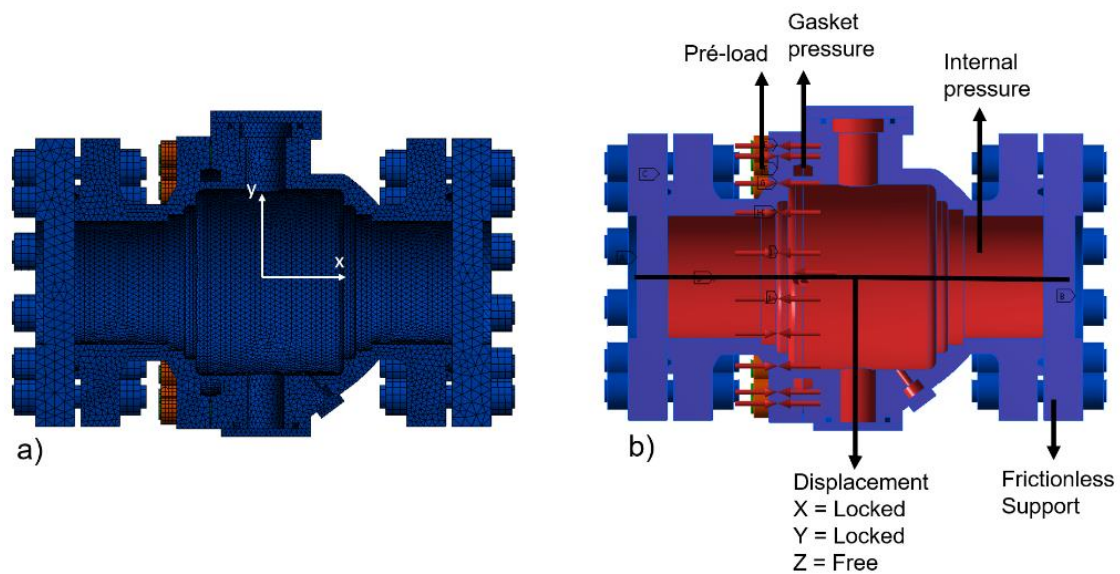 y
x
a)
Pré-load
Gasket
pressure
Internal
pressure
C
B
b)
Displacement
X = Locked
Y = Locked
Z = Free
Frictionless
Support